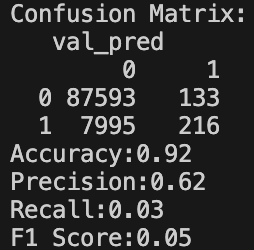 Confusion Matrix:
val_pred
0 1
0 87593 133
1 7995 216
Accuracy:0.92
Precision:0.62
Recall:0.03
F1 Score:0.05